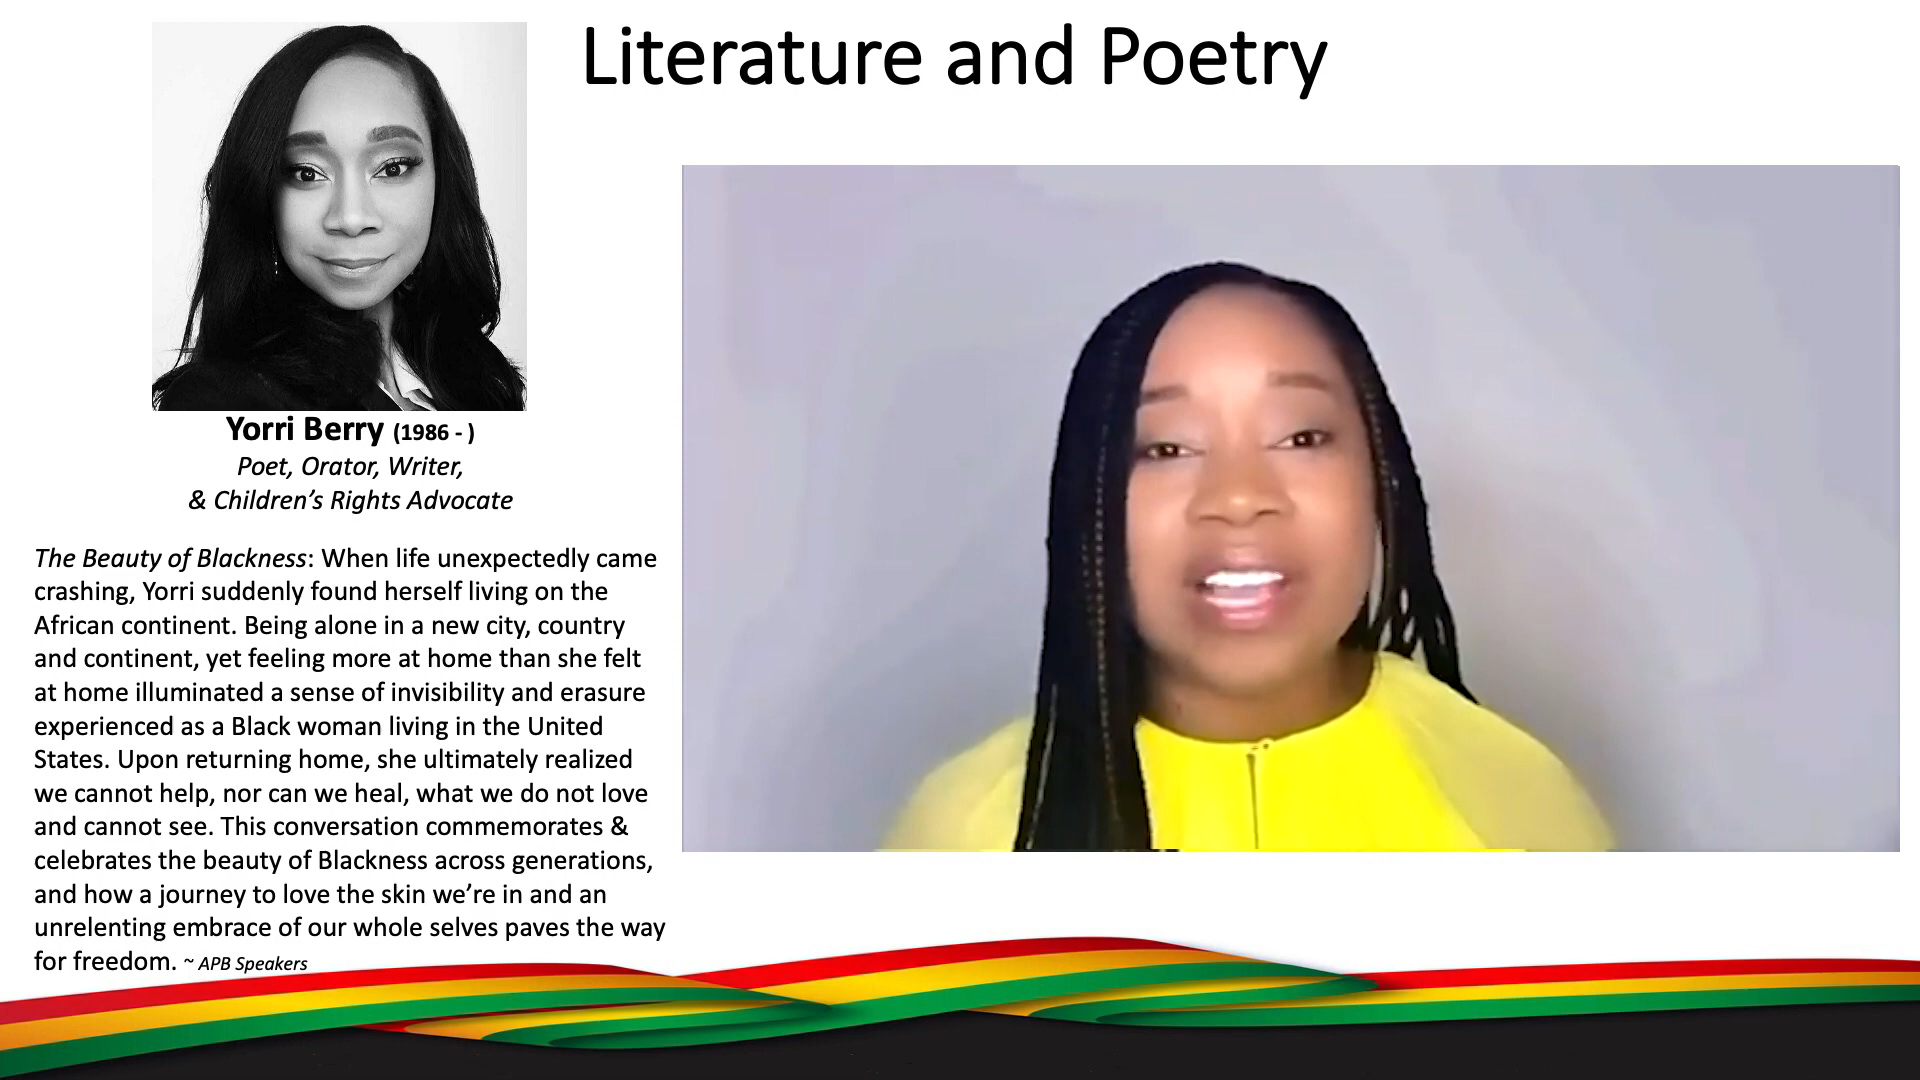 Literature and Poetry
Yorri Berry (1986 - )
Poet, Orator, Writer,
& Children’s Rights Advocate
The Beauty of Blackness: When life unexpectedly came
crashing, Yorri suddenly found herself living on the
African continent. Being alone in a new city, country
and continent, yet feeling more at home than she felt
at home illuminated a sense of invisibility and erasure
experienced as a Black woman living in the United
States. Upon returning home, she ultimately realized
we cannot help, nor can we heal, what we do not love
and cannot see. This conversation commemorates &
celebrates the beauty of Blackness across generations,
and how a journey to love the skin we’re in and an
unrelenting embrace of our whole selves paves the way
for freedom. ~ APB Speakers